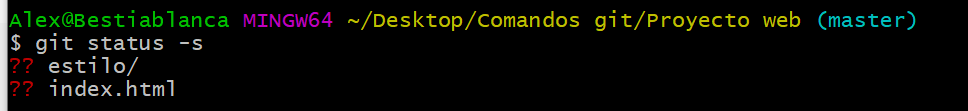 Alex@Bestiablanca MINGW64 ~/Desktop/Comandos git/Proyecto web (master)
$ git status -s
?? estilo/
?? index.html